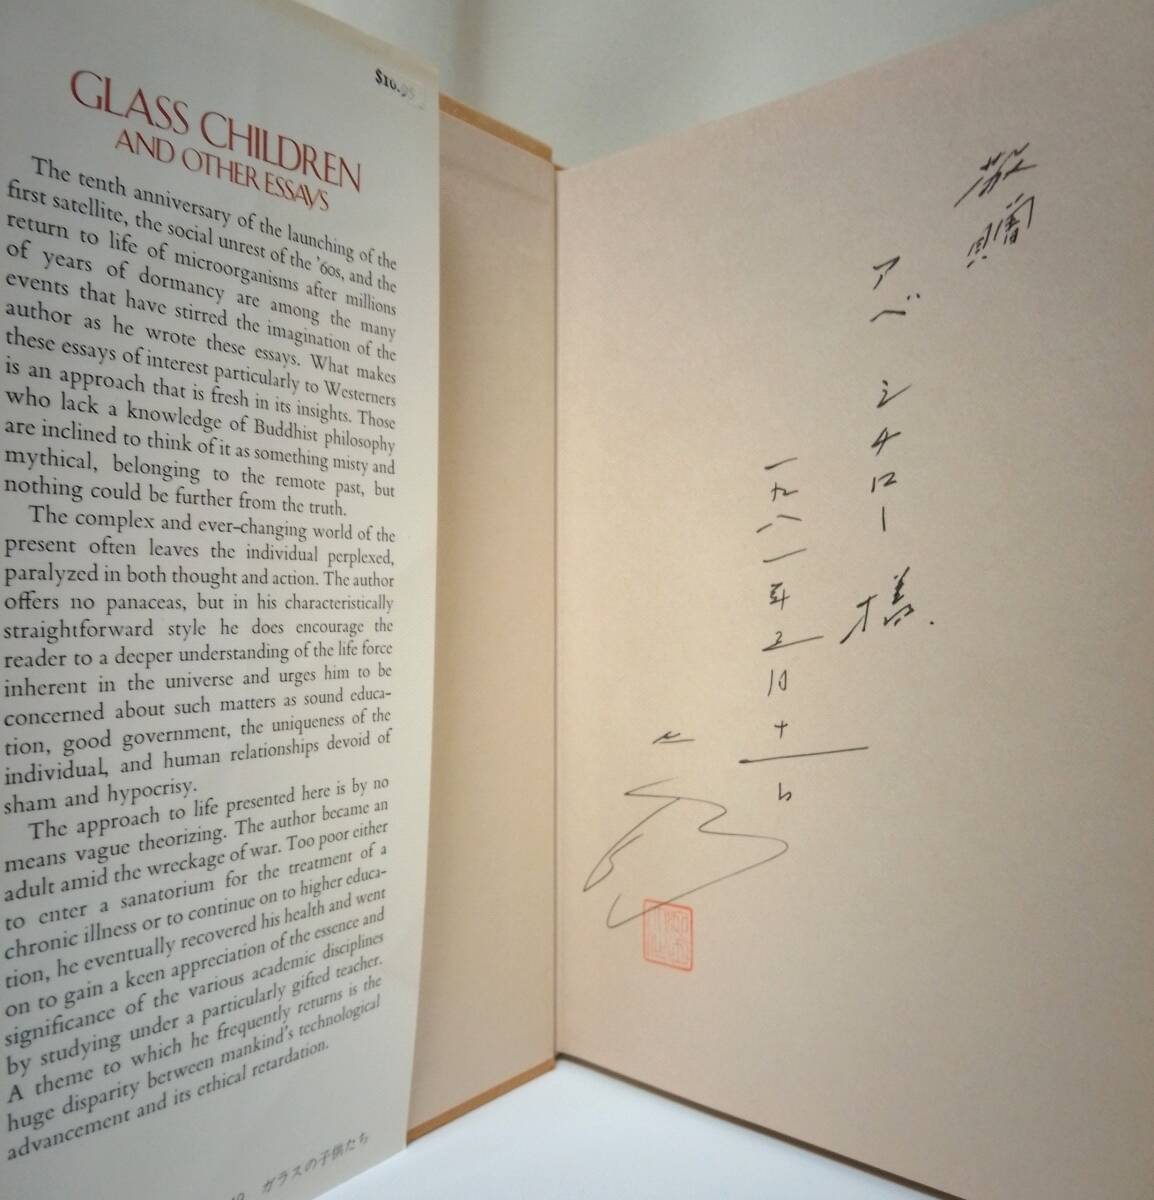 $10.95
GLASS CHILDREN
AND OTHER ESSAYS
The tenth anniversary of the launching of the
first satellite, the social unrest of the '60s, and the
return to life of microorganisms after millions
of years of dormancy are among the many
events that have stirred the imagination of the
author as he wrote these essays. What makes
these essays of interest particularly to Westerners
is an approach that is fresh in its insights. Those
who lack a knowledge of Buddhist philosophy
are inclined to think of it as something misty and
mythical, belonging to the remote past, but
nothing could be further from the truth.
The complex and ever-changing world of the
present often leaves the individual perplexed,
paralyzed in both thought and action. The author
offers no panaceas, but in his characteristically
straightforward style he does encourage the
reader to a deeper understanding of the life force
inherent in the universe and urges him to be
concerned about such matters as sound educa-
tion, good government, the uniqueness of the
individual, and human relationships devoid of
sham and hypocrisy.
The approach to life presented here is by no
means vague theorizing. The author became an
adult amid the wreckage of war. Too poor either
to enter a sanatorium for the treatment of a
chronic illness or to continue on to higher educa-
tion, he eventually recovered his health and went
on to gain a keen appreciation of the essence and
significance of the various academic disciplines
by studying under a particularly gifted teacher.
A theme to which he frequently returns is the
huge disparity between mankind's technological
advancement and its ethical retardation.
ガラスの子供たち
敬贈
アベ シチロー 様.
一九八一年